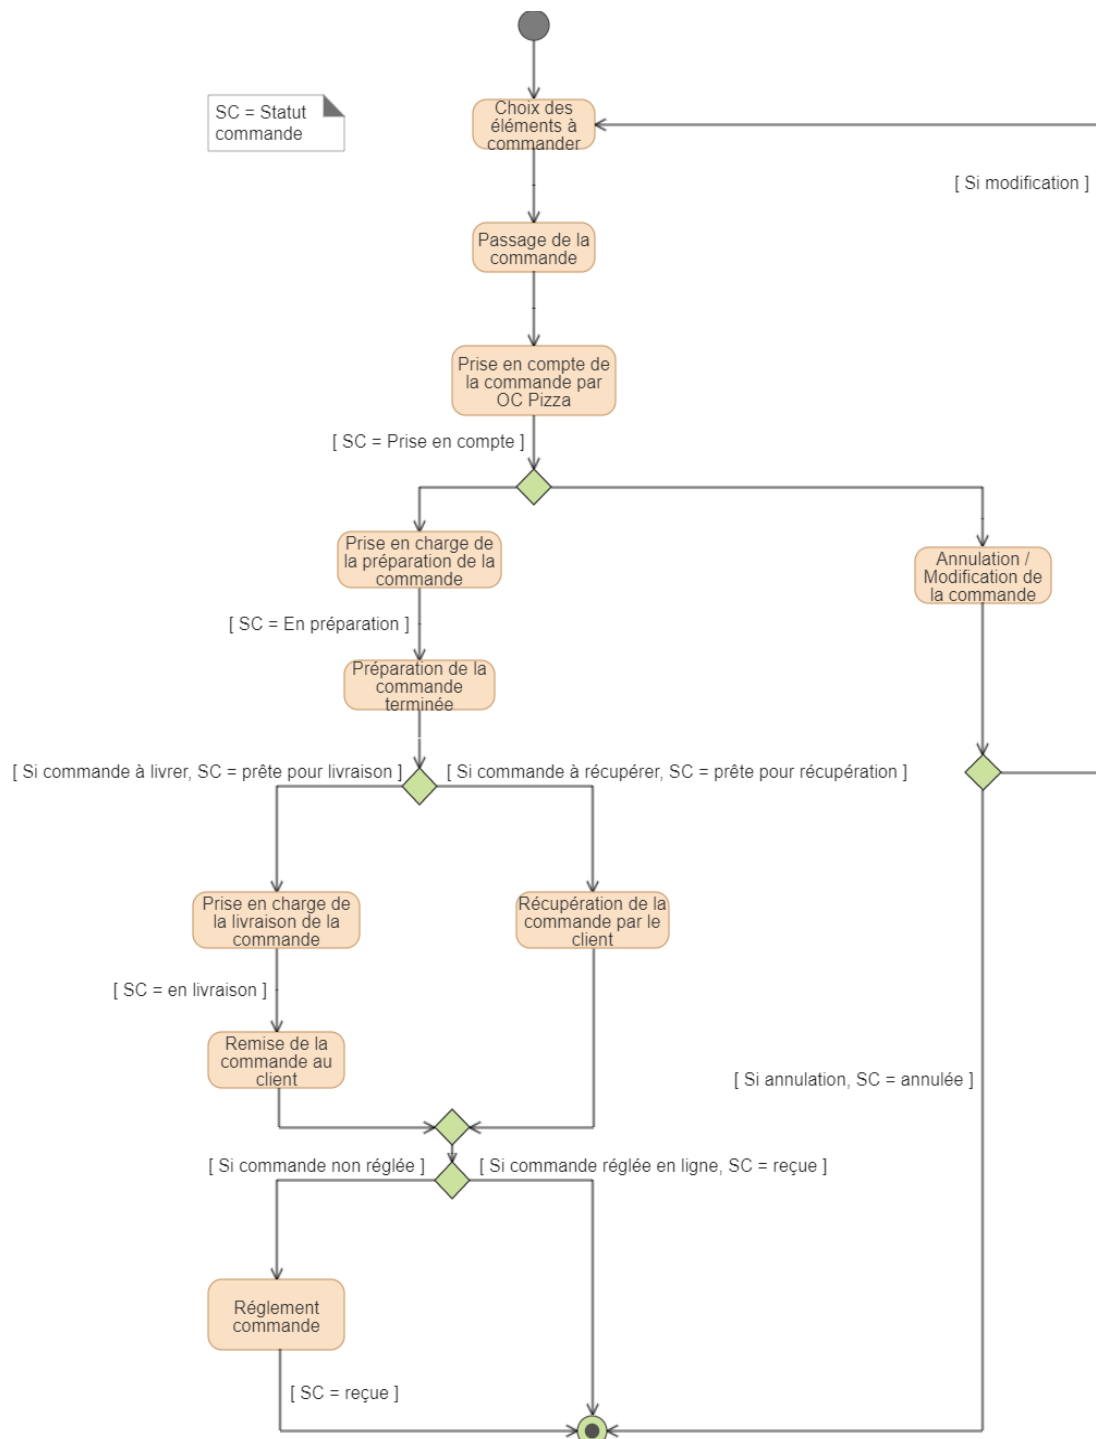 SC = Statut
commande
Choix des
éléments à
commander
[ Si modification ]
Passage de la
commande
Prise en compte de
la commande par
OC Pizza
[ SC = Prise en compte ]
Prise en charge de
la préparation de la
commande
Annulation /
Modification de
la commande
[ SC = En préparation ]
Préparation de la
commande
terminée
[ Si commande à livrer, SC = prête pour livraison ]
[ Si commande à récupérer, SC = prête pour récupération ]
Prise en charge de
la livraison de la
commande
Récupération de la
commande par le
client
[ SC = en livraison ]
Remise de la
commande au
client
[ Si annulation, SC = annulée ]
[ Si commande non réglée ]
[ Si commande réglée en ligne, SC = reçue ]
Réglement
commande
[ SC = reçue ]